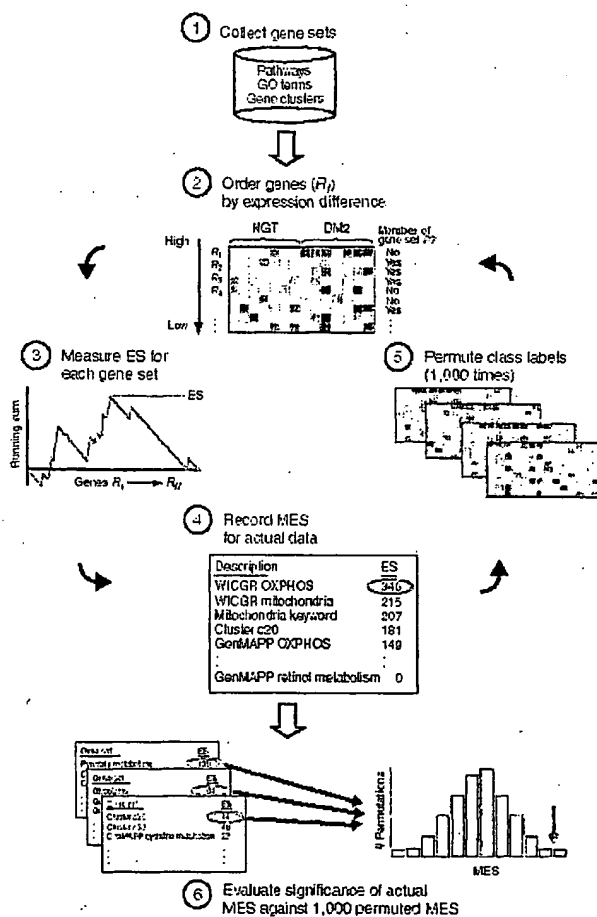 1 Collect gene sets
Pathways
GO terms
Gene clusters
2 Order genes
by expression difference
NGT DM2
Member of
gene set
High
R1
R2
R3
R4
No
Yes
Yes
Yes
No
No
Yes
Low
3 Measure ES for
each gene set
ES
Running sum
Genes
5 Permute class labels
(1,000 times)
4 Record MES
for actual data
Description ES
WICGR OXPHOS 346
WICGR mitochondria 215
Mitochondria keyword 207
Cluster c20 181
GenMAPP OXPHOS 149
GenMAPP retinol metabolism 0
ES
ES
ES
# Permutations
MES
6 Evaluate significance of actual
MES against 1,000 permuted MES